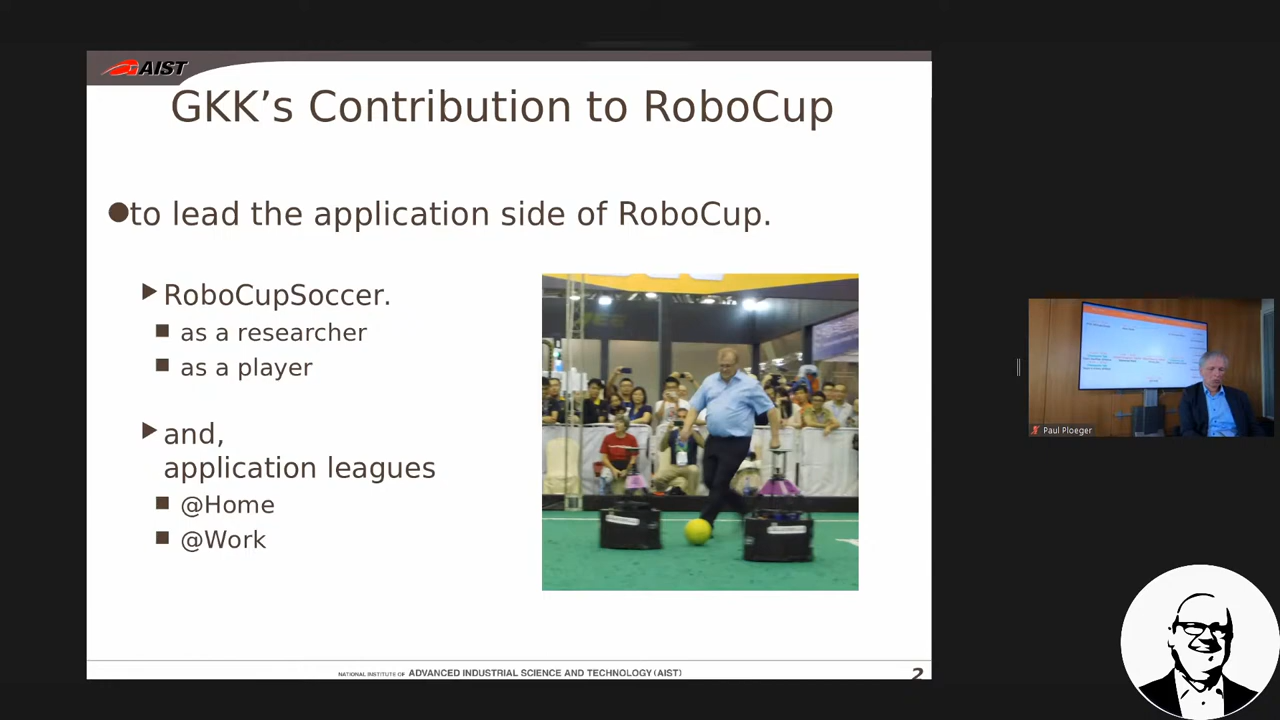 AIST
GKK’s Contribution to RoboCup
●to lead the application side of RoboCup.
▶RoboCupSoccer.
■ as a researcher
■ as a player
▶and,
application leagues
■ @Home
■ @Work
NATIONAL INSTITUTE OF ADVANCED INDUSTRIAL SCIENCE AND TECHNOLOGY (AIST)
2
Paul Ploeger